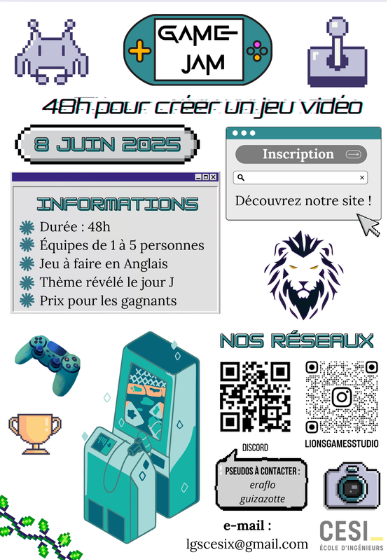 GAME
JAM
48h pour créer un jeu vidéo
8 JUIN 2025
Inscription
Découvrez notre site !
INFORMATIONS
Durée : 48h
Équipes de 1 à 5 personnes
Jeu à faire en Anglais
Thème révélé le jour J
Prix pour les gagnants
NOS RÉSEAUX
DISCORD
LIONSGAMESTUDIO
PSEUDOS À CONTACTER :
eraflo
guizazotte
e-mail :
lgscesix@gmail.com
CESI
ÉCOLE D'INGÉNIEURS